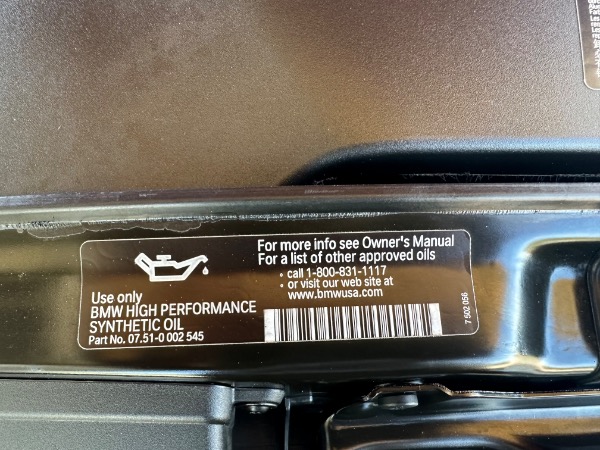 For more info see Owner's Manual
For a list of other approved oils
• call 1-800-831-1117
• or visit our web site at
www.bmwusa.com
Use only
BMW HIGH PERFORMANCE
SYNTHETIC OIL
Part No. 07.51-0 002 545
7 502 056